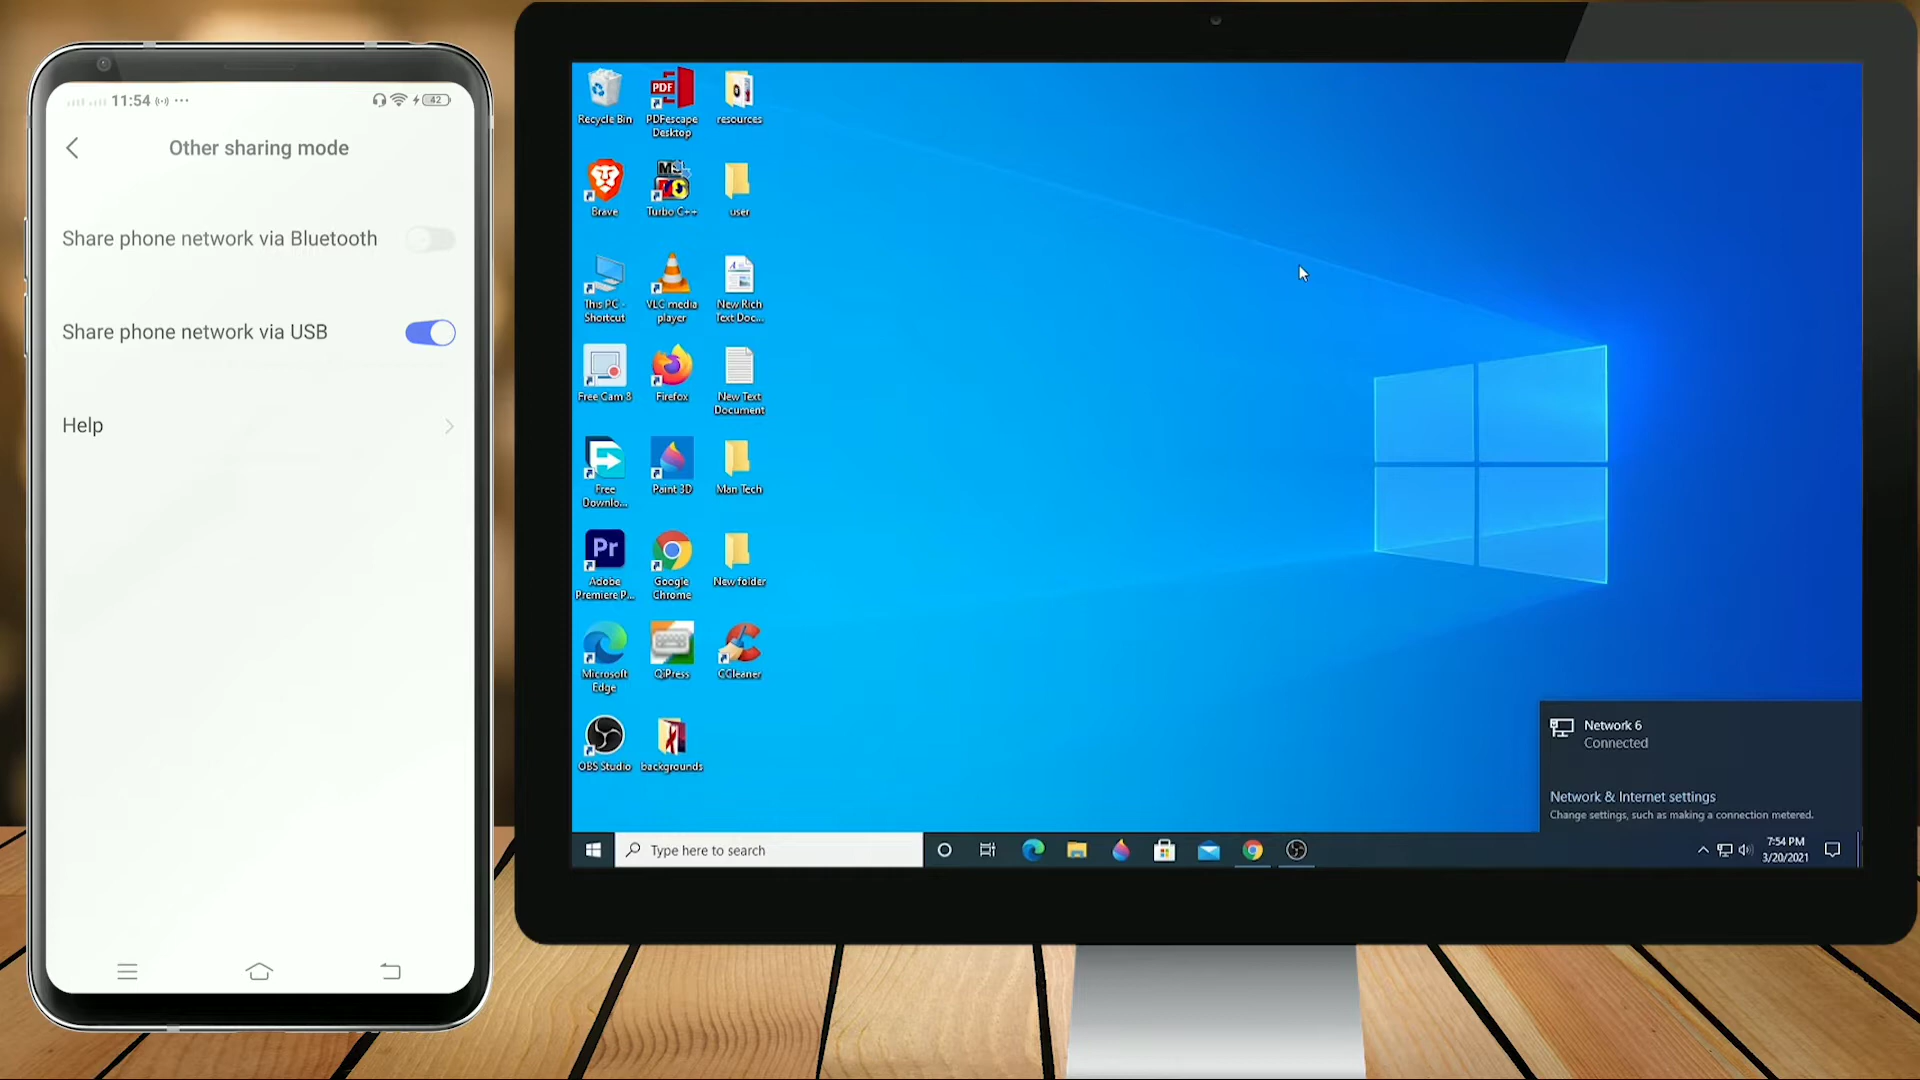 11:54
42
Other sharing mode
Share phone network via Bluetooth
Share phone network via USB
Help
Recycle Bin
PDF
PDFescape
Desktop
resources
Brave
Turbo C++
user
This PC -
Shortcut
VLC media
player
New Rich
Text Doc...
Free Cam 8
Firefox
New Text
Document
Free
Downlo...
Paint 3D
Man Tech
Pr
Adobe
Premiere P...
Google
Chrome
New folder
Microsoft
Edge
QiPress
CCleaner
OBS Studio
backgrounds
Network 6
Connected
Network & Internet settings
Change settings, such as making a connection metered.
Type here to search
7:54 PM
3/20/2021